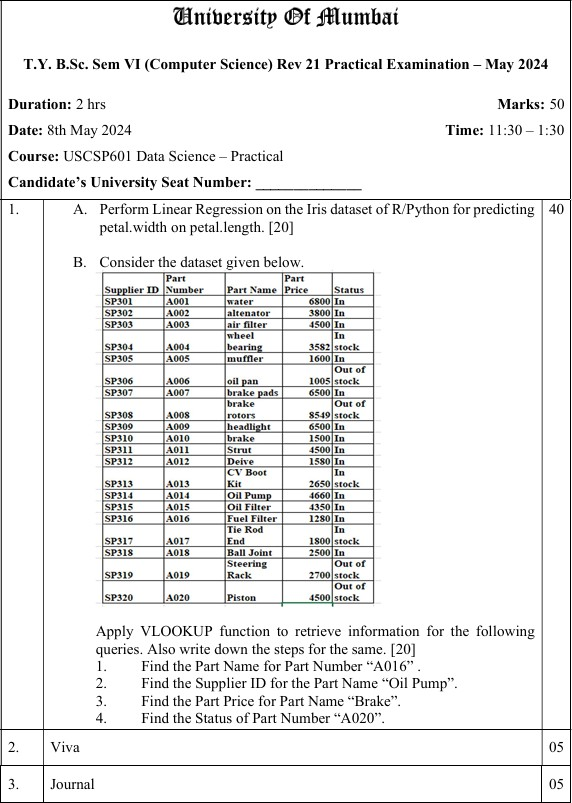 University Of Mumbai
T.Y. B.Sc. Sem VI (Computer Science) Rev 21 Practical Examination – May 2024
Duration: 2 hrs Marks: 50
Date: 8th May 2024 Time: 11:30 – 1:30
Course: USCSP601 Data Science – Practical
Candidate's University Seat Number: ______________
1. A. Perform Linear Regression on the Iris dataset of R/Python for predicting 40
petal.width on petal.length. [20]
B. Consider the dataset given below.
Part Part
Supplier ID Number Part Name Price Status
SP301 A001 water 6800 In
SP302 A002 altenator 3800 In
SP303 A003 air filter 4500 In
wheel In
SP304 A004 bearing 3582 stock
SP305 A005 muffler 1600 In
Out of
SP306 A006 oil pan 1005 stock
SP307 A007 brake pads 6500 In
brake Out of
SP308 A008 rotors 8549 stock
SP309 A009 headlight 6500 In
SP310 A010 brake 1500 In
SP311 A011 Strut 4500 In
SP312 A012 Deive 1580 In
CV Boot In
SP313 A013 Kit 2650 stock
SP314 A014 Oil Pump 4660 In
SP315 A015 Oil Filter 4350 In
SP316 A016 Fuel Filter 1280 In
Tie Rod In
SP317 A017 End 1800 stock
SP318 A018 Ball Joint 2500 In
Steering Out of
SP319 A019 Rack 2700 stock
Out of
SP320 A020 Piston 4500 stock
Apply VLOOKUP function to retrieve information for the following
queries. Also write down the steps for the same. [20]
1. Find the Part Name for Part Number “A016” .
2. Find the Supplier ID for the Part Name “Oil Pump”.
3. Find the Part Price for Part Name “Brake”.
4. Find the Status of Part Number “A020”.
2. Viva 05
3. Journal 05